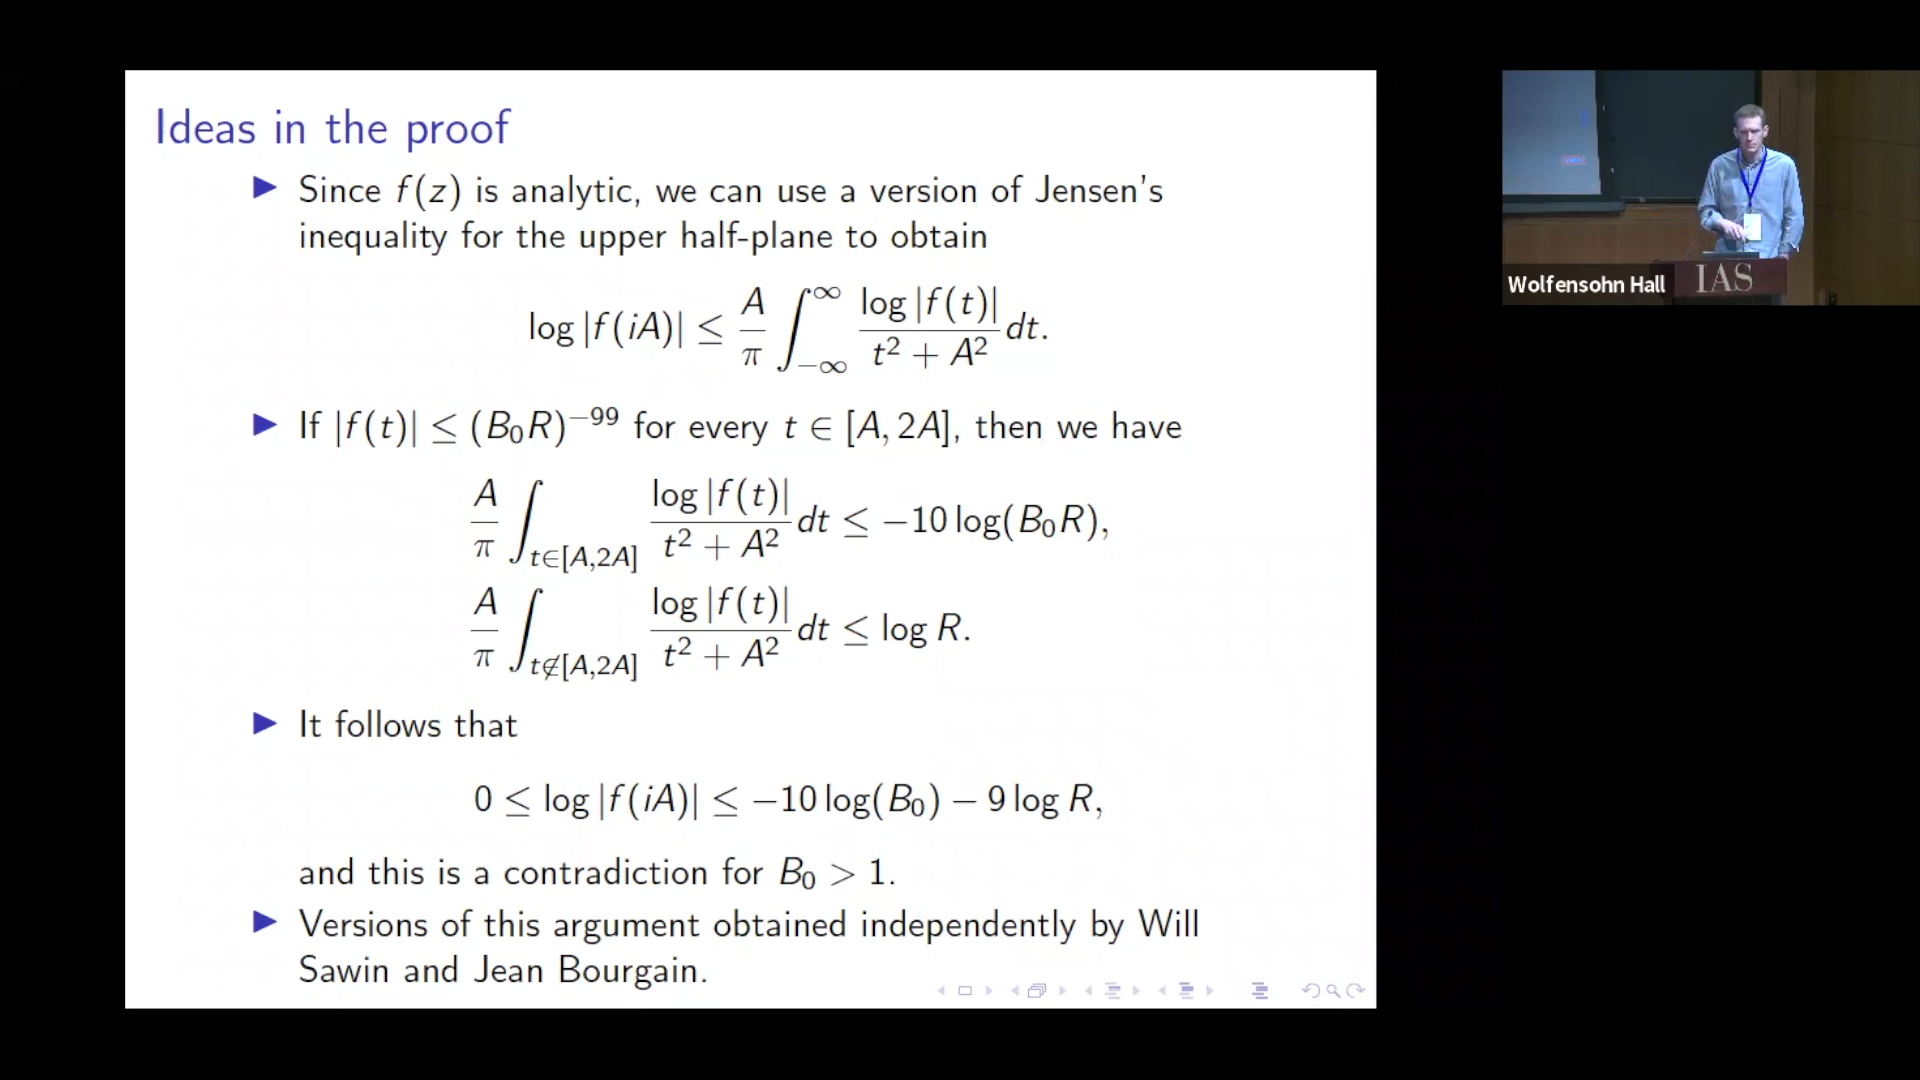 Ideas in the proof
Since f(z) is analytic, we can use a version of Jensen's
inequality for the upper half-plane to obtain
log |f(iA)| ≤ A/π ∫_{−∞}^{∞} log |f(t)| / (t² + A²) dt.
If |f(t)| ≤ (B₀R)⁻⁹⁹ for every t ∈ [A, 2A], then we have
A/π ∫_{t∈[A,2A]} log |f(t)| / (t² + A²) dt ≤ −10 log(B₀R),
A/π ∫_{t∉[A,2A]} log |f(t)| / (t² + A²) dt ≤ log R.
It follows that
0 ≤ log |f(iA)| ≤ −10 log(B₀) − 9 log R,
and this is a contradiction for B₀ > 1.
Versions of this argument obtained independently by Will
Sawin and Jean Bourgain.
Wolfensohn Hall
IAS